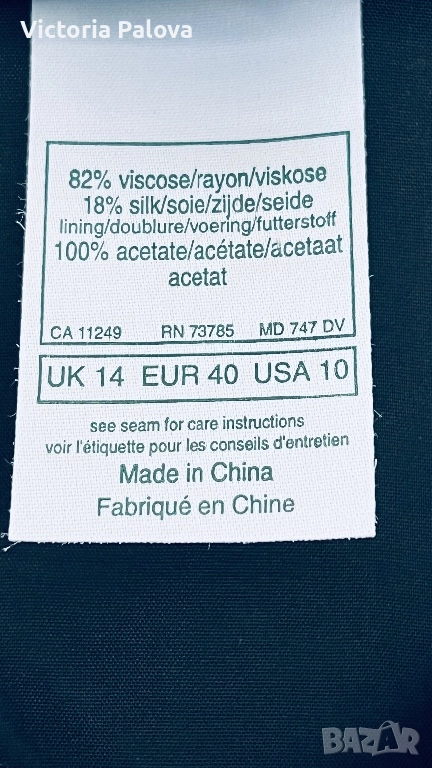 Victoria Palova
82% viscose/rayon/viskose
18% silk/soie/zijde/seide
lining/doublure/voering/futterstoff
100% acetate/acétate/acetaat
acetat
CA 11249 RN 73785 MD 747 DV
UK 14 EUR 40 USA 10
see seam for care instructions
voir l'étiquette pour les conseils d'entretien
Made in China
Fabriqué en Chine
BAZAR